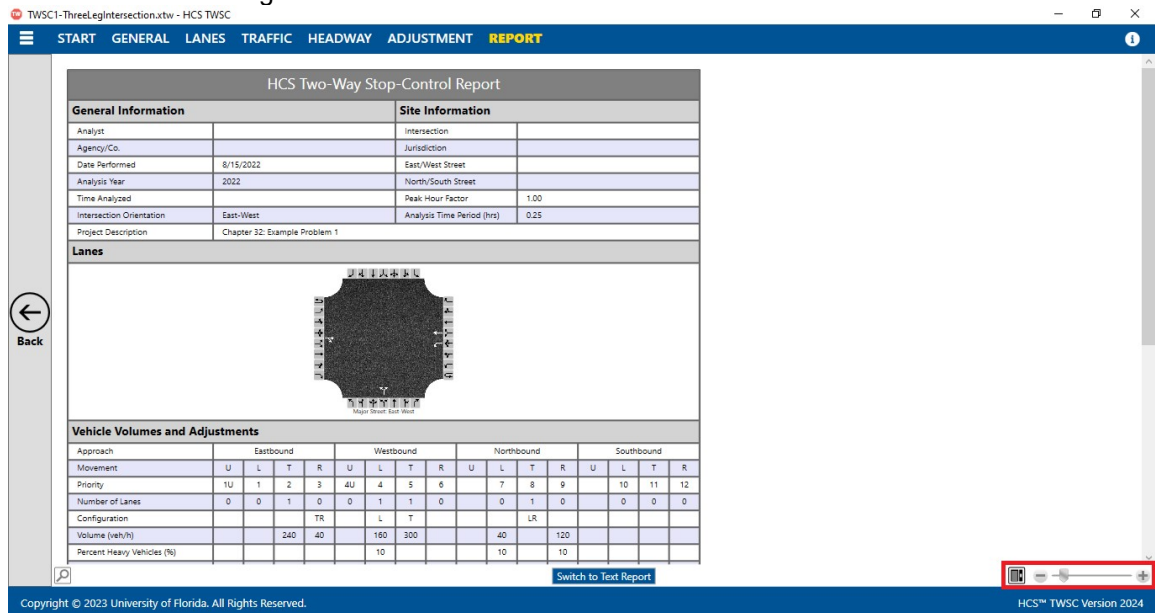 TWSC1-ThreeLegIntersection.xtw - HCS TWSC
START GENERAL LANES TRAFFIC HEADWAY ADJUSTMENT REPORT
HCS Two-Way Stop-Control Report
General Information Site Information
Analyst Intersection
Agency/Co. Jurisdiction
Date Performed 8/15/2022 East/West Street
Analysis Year 2022 North/South Street
Time Analyzed Peak Hour Factor 1.00
Intersection Orientation East-West Analysis Time Period (hrs) 0.25
Project Description Chapter 32: Example Problem 1
Lanes
Back
Major Street: East-West
Vehicle Volumes and Adjustments
Approach Eastbound Westbound Northbound Southbound
Movement U L T R U L T R U L T R U L T R
Priority 1U 1 2 3 4U 4 5 6 7 8 9 10 11 12
Number of Lanes 0 0 1 0 0 1 1 0 0 1 0 0 0 0
Configuration TR L T LR
Volume (veh/h) 240 40 160 300 40 120
Percent Heavy Vehicles (%) 10 10 10
Switch to Text Report
Copyright © 2023 University of Florida. All Rights Reserved. HCS™ TWSC Version 2024